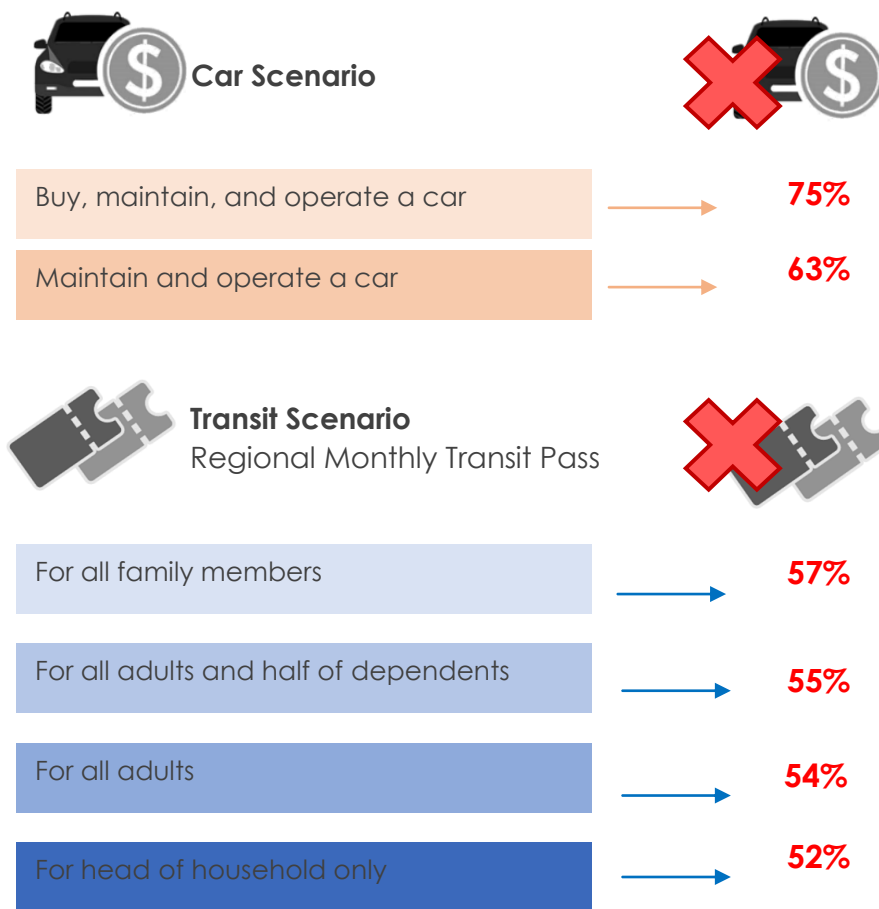 $
Car Scenario
$
Buy, maintain, and operate a car
75%
Maintain and operate a car
63%
Transit Scenario
Regional Monthly Transit Pass
For all family members
57%
For all adults and half of dependents
55%
For all adults
54%
For head of household only
52%